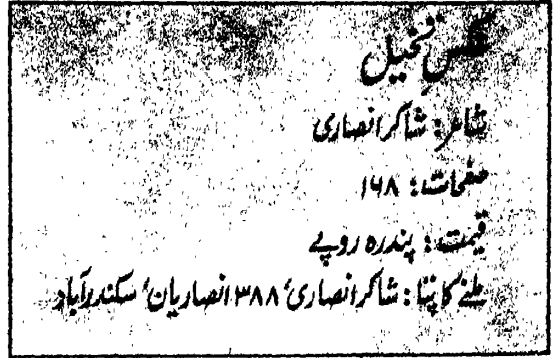 عکسِ تخیل
شاعر: شاکر انصاری
صفحات: ۱۶۸
قیمت: پندرہ روپے
ملنے کا پتا: شاکر انصاری، ۳۸۸ انصاریان، سکندرآباد